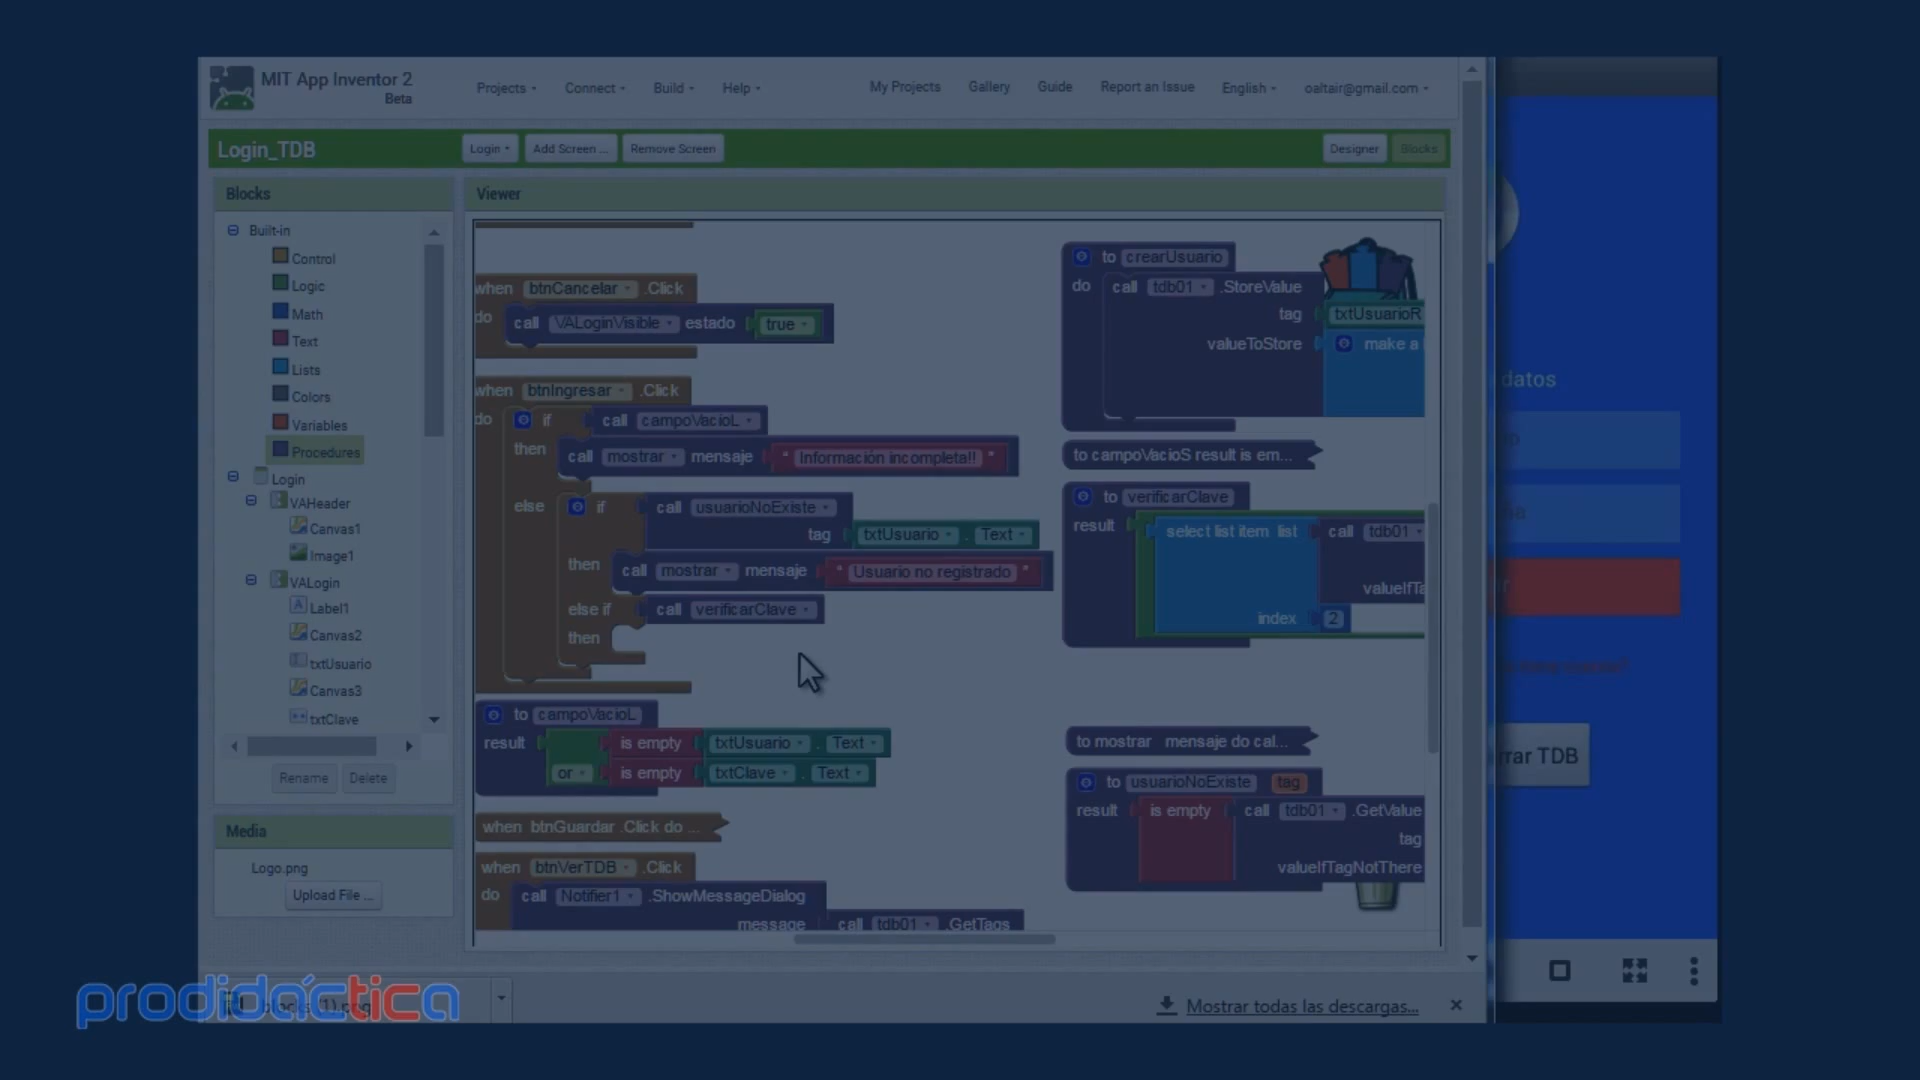 MIT App Inventor 2
Beta
Projects
Connect
Build
Help
My Projects
Gallery
Guide
Report an Issue
English
oaltair@gmail.com
Login_TDB
Login
Add Screen ...
Remove Screen
Designer
Blocks
Blocks
Built-in
Control
Logic
Math
Text
Lists
Colors
Variables
Procedures
Login
VAHeader
Canvas1
Image1
VALogin
Label1
Canvas2
txtUsuario
Canvas3
txtClave
Rename
Delete
Media
Logo.png
Upload File ...
Viewer
when btnCancelar .Click
do call VALoginVisible estado true
when btnIngresar .Click
do if call campoVacioL
then call mostrar mensaje " Información incompleta!! "
else if call usuarioNoExiste
tag txtUsuario . Text
then call mostrar mensaje " Usuario no registrado "
else if call verificarClave
then
to campoVacioL
result is empty txtUsuario . Text
or is empty txtClave . Text
when btnGuardar .Click do ...
when btnVerTDB .Click
do call Notifier1 .ShowMessageDialog
message call tdb01 .GetTags
to crearUsuario
do call tdb01 .StoreValue
tag txtUsuarioR
valueToStore make a
to campoVacioS result is em...
to verificarClave
result select list item list call tdb01
valueIfTa
index 2
to mostrar mensaje do cal...
to usuarioNoExiste tag
result is empty call tdb01 .GetValue
tag
valueIfTagNotThere
datos
rrar TDB
prodidáctica
blocks (1).png
Mostrar todas las descargas...